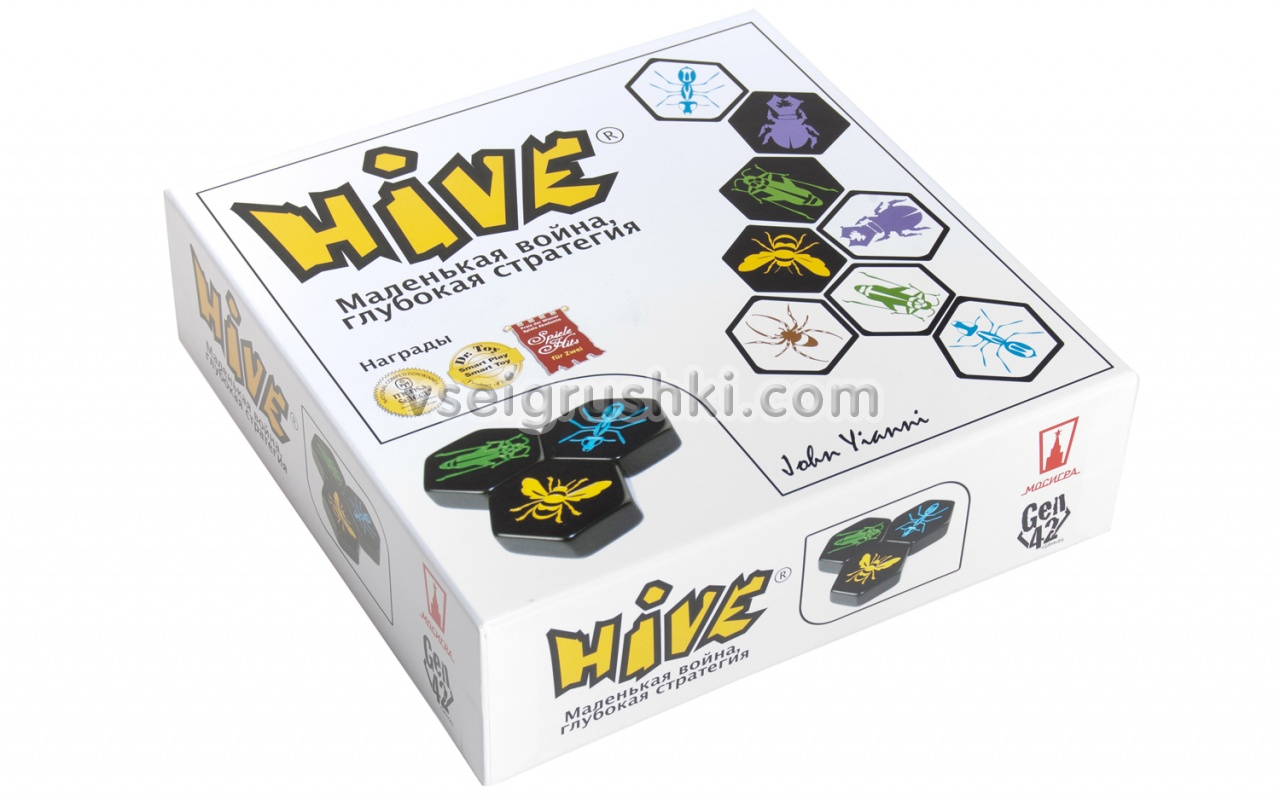 HIVE®
Маленькая война,
глубокая стратегия
Награды
Dr. Toy
Smart Play
Smart Toy
Spiele
Hits
für Zwei
vseigrushki.com
John Yianni
МОСИГРА
Gen
42
HIVE®
Маленькая война,
глубокая стратегия
HIVE®
Маленькая война,
глубокая стратегия
МОСИГРА
Gen
42